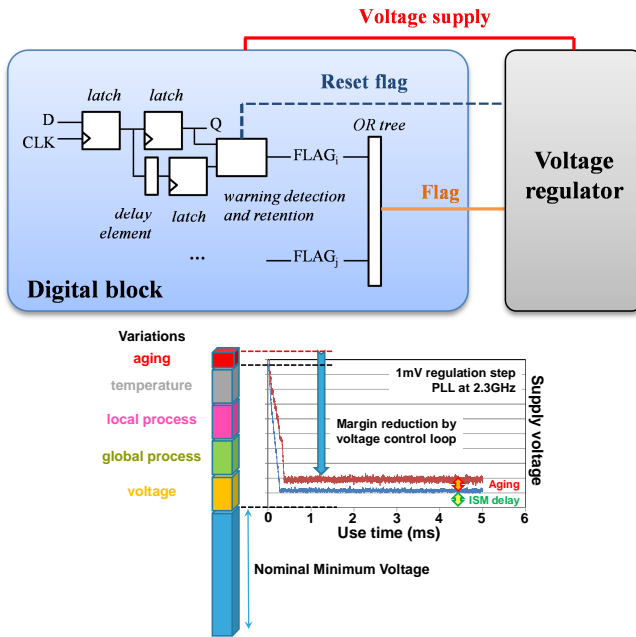 Voltage supply
latch
latch
Reset flag
D
Q
OR tree
CLK
FLAGi
Voltage
regulator
delay
element
latch
warning detection
and retention
Flag
...
FLAGj
Digital block
Variations
aging
temperature
local process
global process
voltage
1mV regulation step
PLL at 2.3GHz
Margin reduction by
voltage control loop
Supply voltage
Aging
ISM delay
0 1 2 3 4 5 6
Use time (ms)
Nominal Minimum Voltage